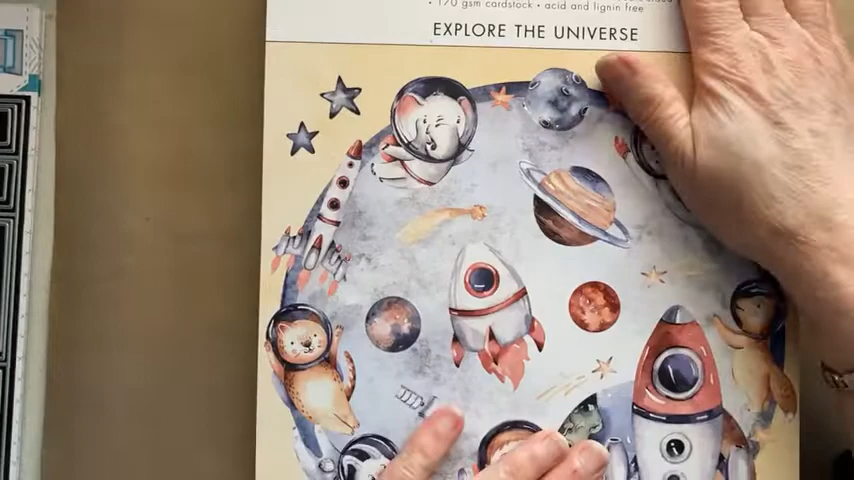 • 170 gsm cardstock • acid and lignin free
EXPLORE THE UNIVERSE